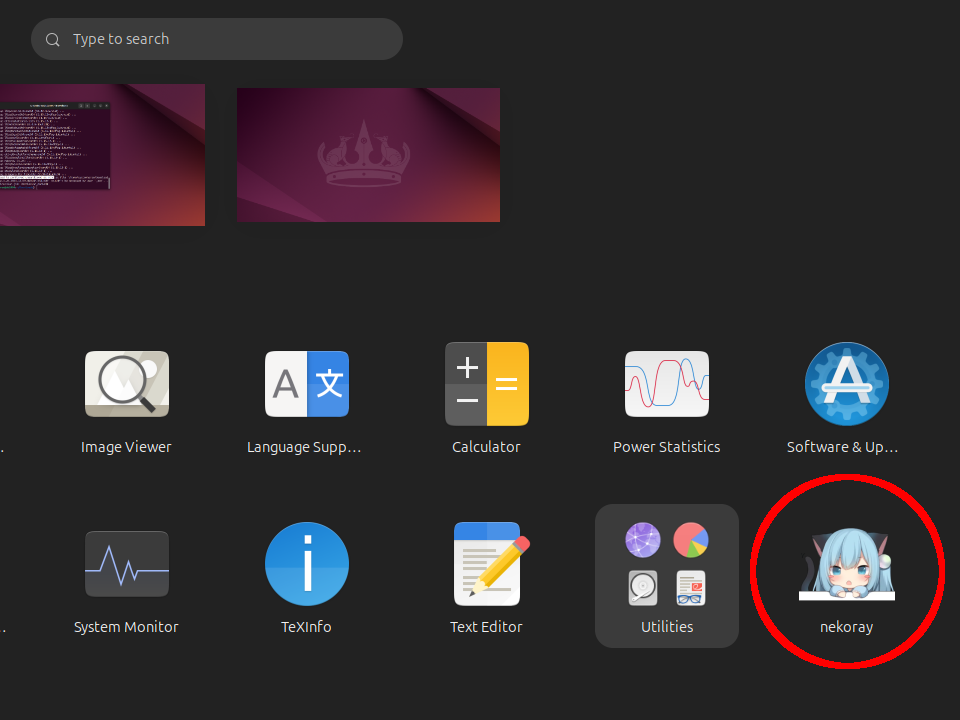 Type to search
Image Viewer
Language Supp...
Calculator
Power Statistics
Software & Up...
System Monitor
TeXInfo
Text Editor
Utilities
nekoray